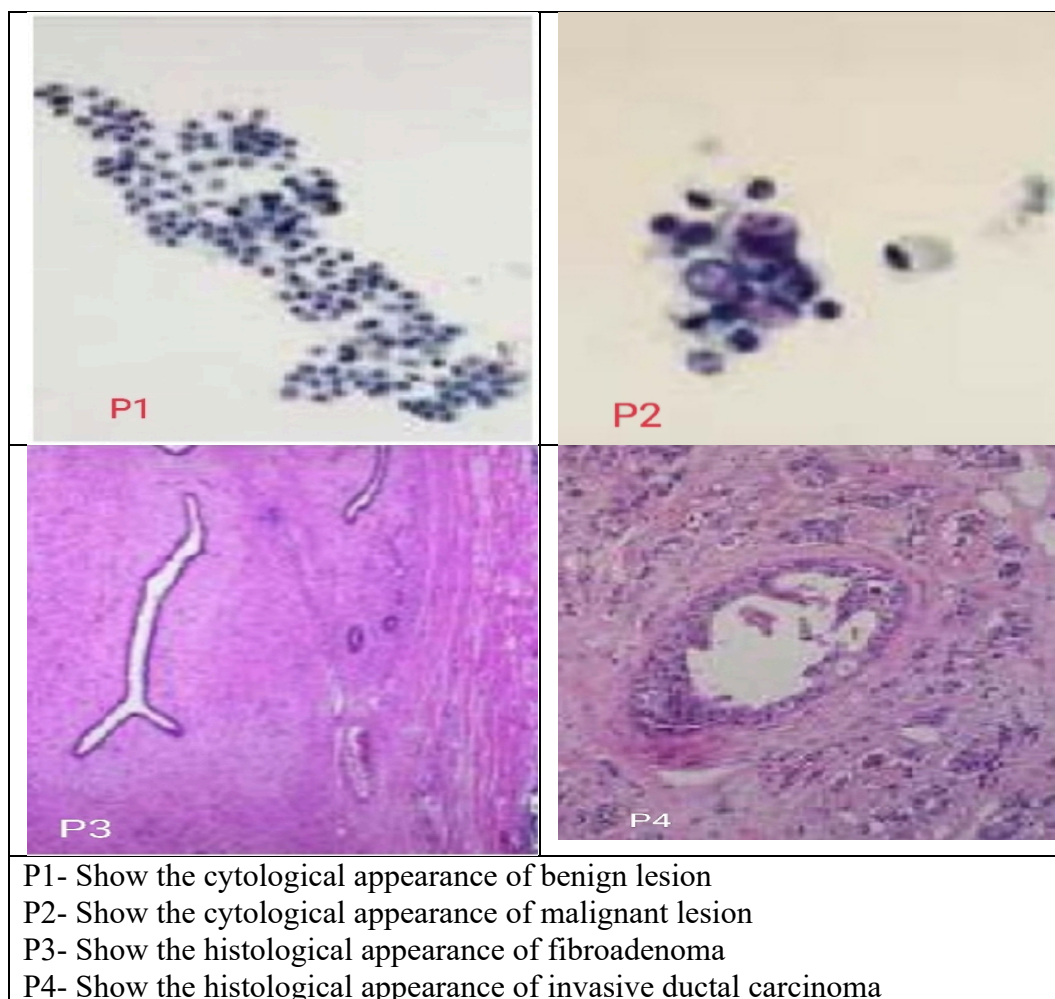 P1
P2
P3
P4
P1- Show the cytological appearance of benign lesion
P2- Show the cytological appearance of malignant lesion
P3- Show the histological appearance of fibroadenoma
P4- Show the histological appearance of invasive ductal carcinoma